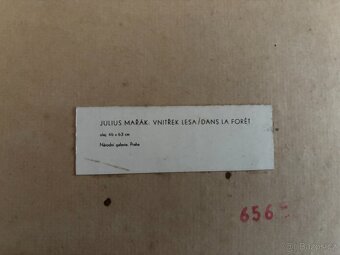 JULIUS MAŘÁK: VNITŘEK LESA/DANS LA FORÊT
olej, 46 × 63 cm
Národní galerie, Praha
656